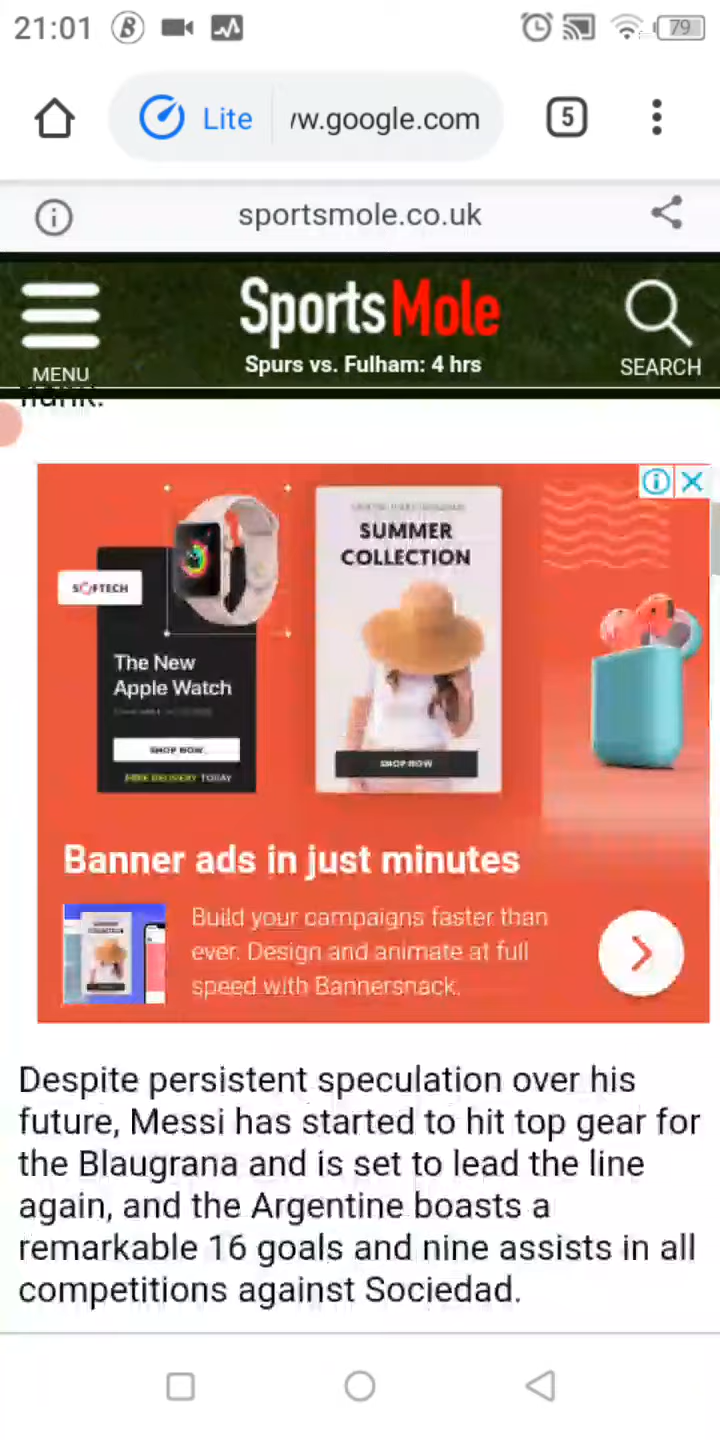 21:01
79
Lite
/w.google.com
5
sportsmole.co.uk
Sports Mole
MENU
Spurs vs. Fulham: 4 hrs
SEARCH
SUMMER
COLLECTION
SOFTECH
The New
Apple Watch
SHOP NOW
FREE DELIVERY TODAY
SHOP NOW
Banner ads in just minutes
Build your campaigns faster than
ever. Design and animate at full
speed with Bannersnack.
Despite persistent speculation over his
future, Messi has started to hit top gear for
the Blaugrana and is set to lead the line
again, and the Argentine boasts a
remarkable 16 goals and nine assists in all
competitions against Sociedad.